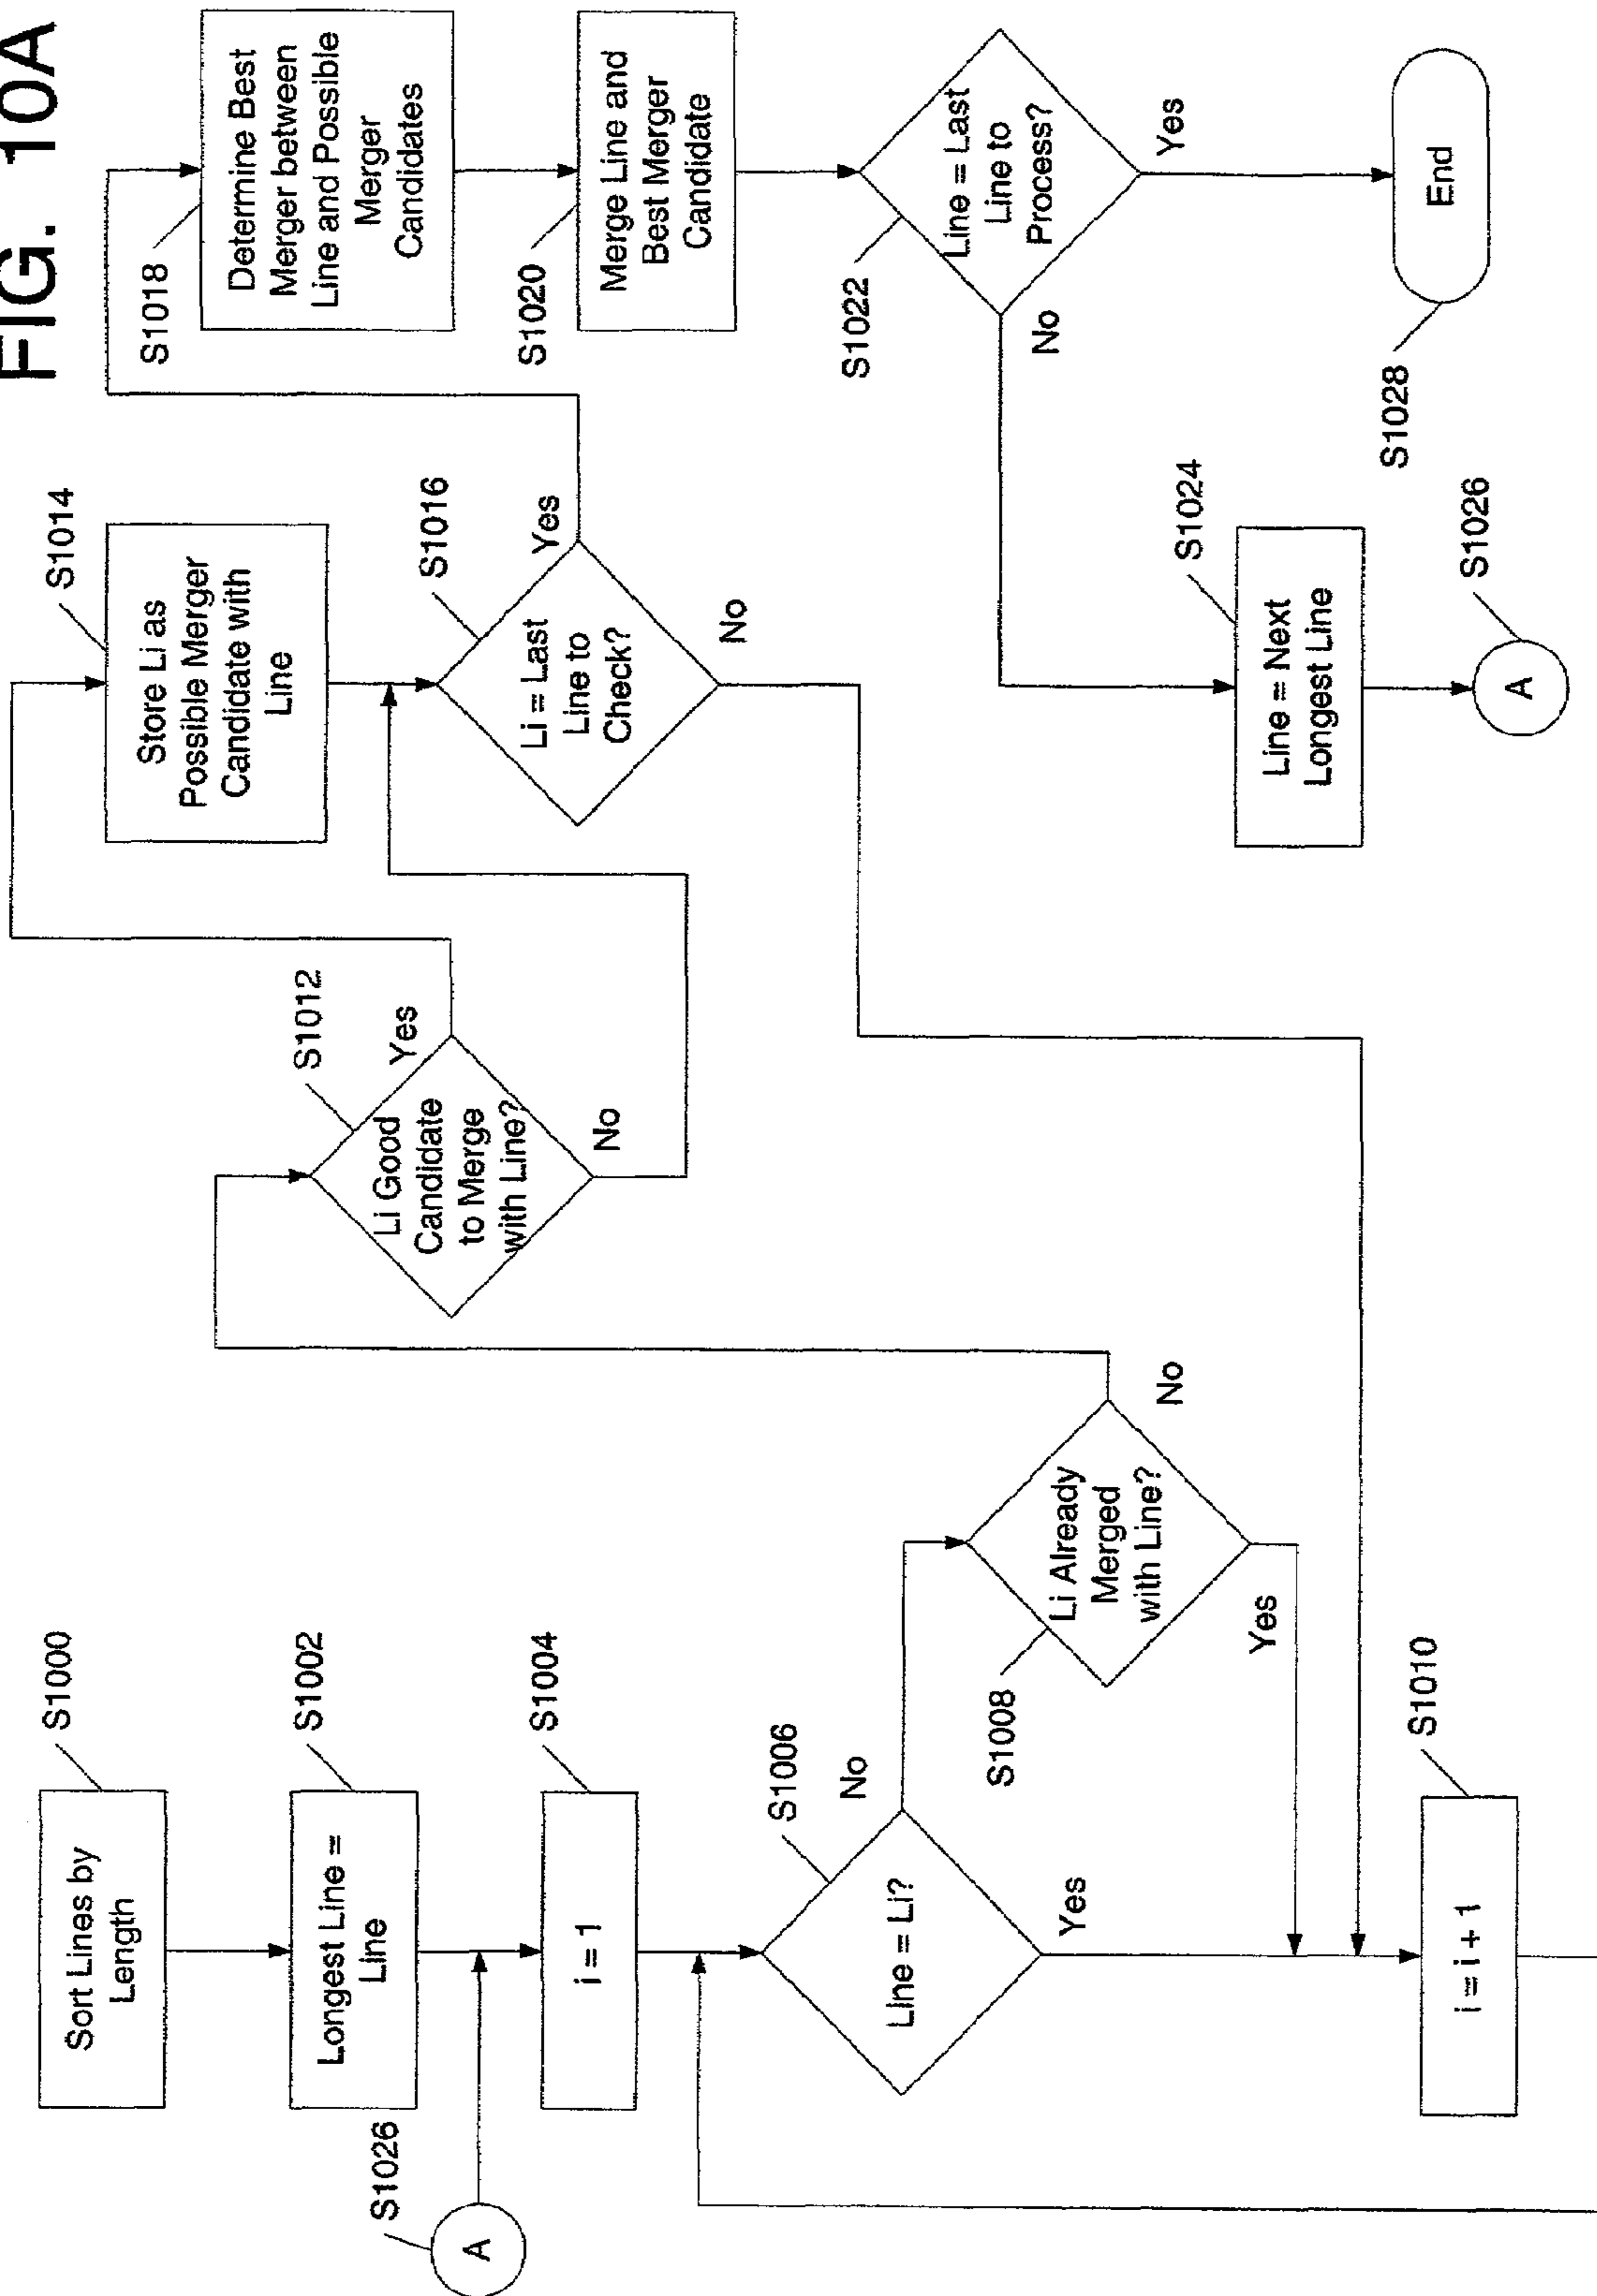 FIG. 10A
Sort Lines by
Length
S1000
Longest Line =
Line
S1002
A
S1026
i = 1
S1004
Line = Li?
S1006
No
Yes
Li Already
Merged
with Line?
S1008
No
Yes
i = i + 1
S1010
Li Good
Candidate
to Merge
with Line?
S1012
Yes
No
Store Li as
Possible Merger
Candidate with
Line
S1014
Li = Last
Line to
Check?
S1016
Yes
No
Determine Best
Merger between
Line and Possible
Merger
Candidates
S1018
Merge Line and
Best Merger
Candidate
S1020
Line = Last
Line to
Process?
S1022
No
Yes
Line = Next
Longest Line
S1024
A
S1026
End
S1028